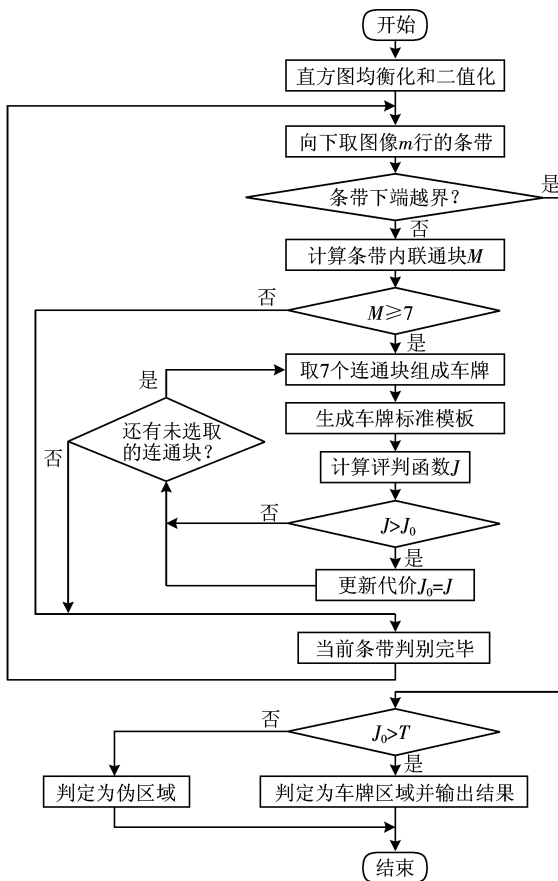 开始
直方图均衡化和二值化
向下取图像m行的条带
条带下端越界？
是
否
计算条带内联通块M
否
M≥7
是
取7个连通块组成车牌
是
生成车牌标准模板
还有未选取
的连通块？
否
计算评判函数J
否
J>J₀
是
更新代价J₀=J
当前条带判别完毕
否
J₀>T
是
判定为伪区域
判定为车牌区域并输出结果
结束